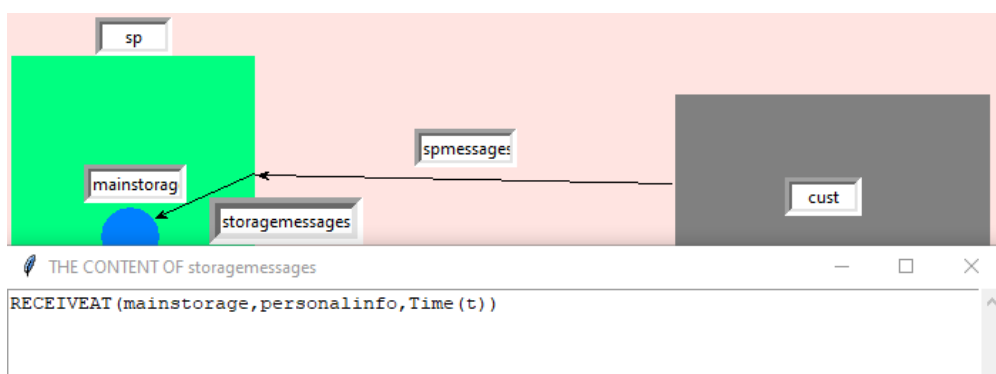 sp
spmessages
mainstorag
cust
storagemessages
THE CONTENT OF storagemessages
RECEIVEAT(mainstorage,personalinfo,Time(t))